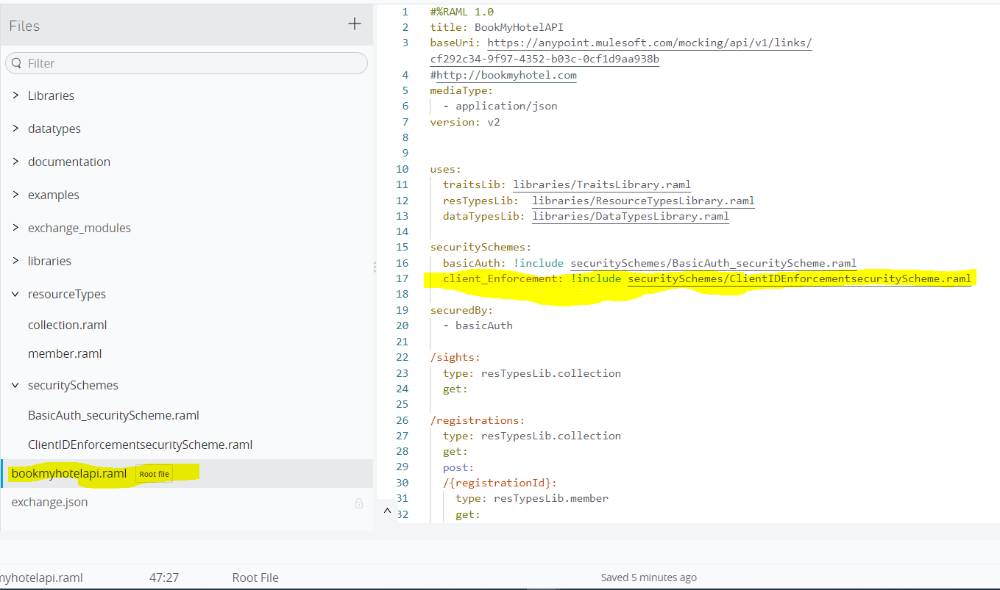 Files
Filter
Libraries
datatypes
documentation
examples
exchange_modules
libraries
resourceTypes
collection.raml
member.raml
securitySchemes
BasicAuth_securityScheme.raml
ClientIDEnforcementsecurityScheme.raml
bookmyhotelapi.raml Root file
exchange.json
1 #%RAML 1.0
2 title: BookMyHotelAPI
3 baseUri: https://anypoint.mulesoft.com/mocking/api/v1/links/
cf292c34-9f97-4352-b03c-0cf1d9aa938b
4 #http://bookmyhotel.com
5 mediaType:
6 - application/json
7 version: v2
8
9
10 uses:
11 traitsLib: libraries/TraitsLibrary.raml
12 resTypesLib: libraries/ResourceTypesLibrary.raml
13 dataTypesLib: libraries/DataTypesLibrary.raml
14
15 securitySchemes:
16 basicAuth: !include securitySchemes/BasicAuth_securityScheme.raml
17 client_Enforcement: !include securitySchemes/ClientIDEnforcementsecurityScheme.raml
18
19 securedBy:
20 - basicAuth
21
22 /sights:
23 type: resTypesLib.collection
24 get:
25
26 /registrations:
27 type: resTypesLib.collection
28 get:
29 post:
30 /{registrationId}:
31 type: resTypesLib.member
32 get:
myhotelapi.raml 47:27 Root File Saved 5 minutes ago